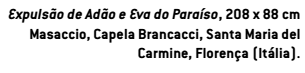 Expulsão de Adão e Eva do Paraíso, 208 x 88 cm
Masaccio, Capela Brancacci, Santa Maria del
Carmine, Florença (Itália).